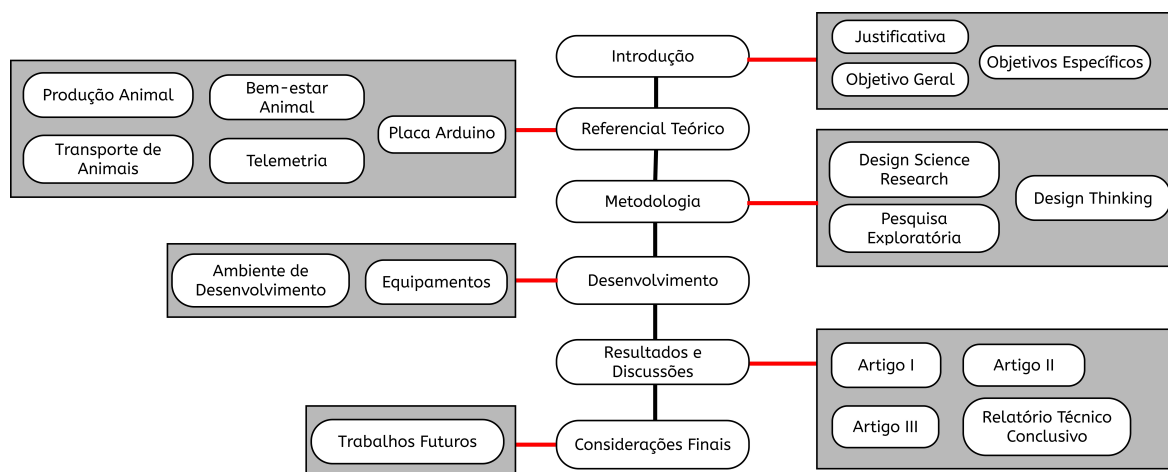 Introdução
Justificativa
Objetivo Geral
Objetivos Específicos
Referencial Teórico
Produção Animal
Bem-estar
Animal
Transporte de
Animais
Telemetria
Placa Arduino
Metodologia
Design Science
Research
Pesquisa
Exploratória
Design Thinking
Desenvolvimento
Ambiente de
Desenvolvimento
Equipamentos
Resultados e
Discussões
Artigo I
Artigo II
Artigo III
Relatório Técnico
Conclusivo
Considerações Finais
Trabalhos Futuros